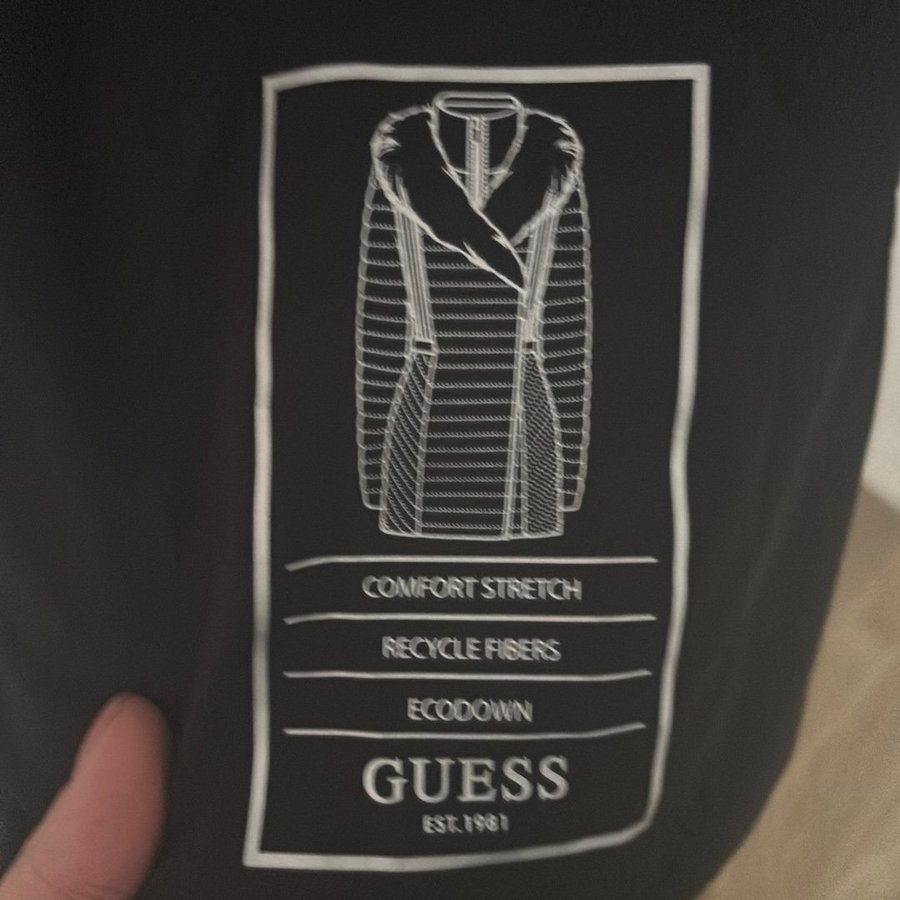 COMFORT STRETCH
RECYCLE FIBERS
ECODOWN
GUESS
EST.1981